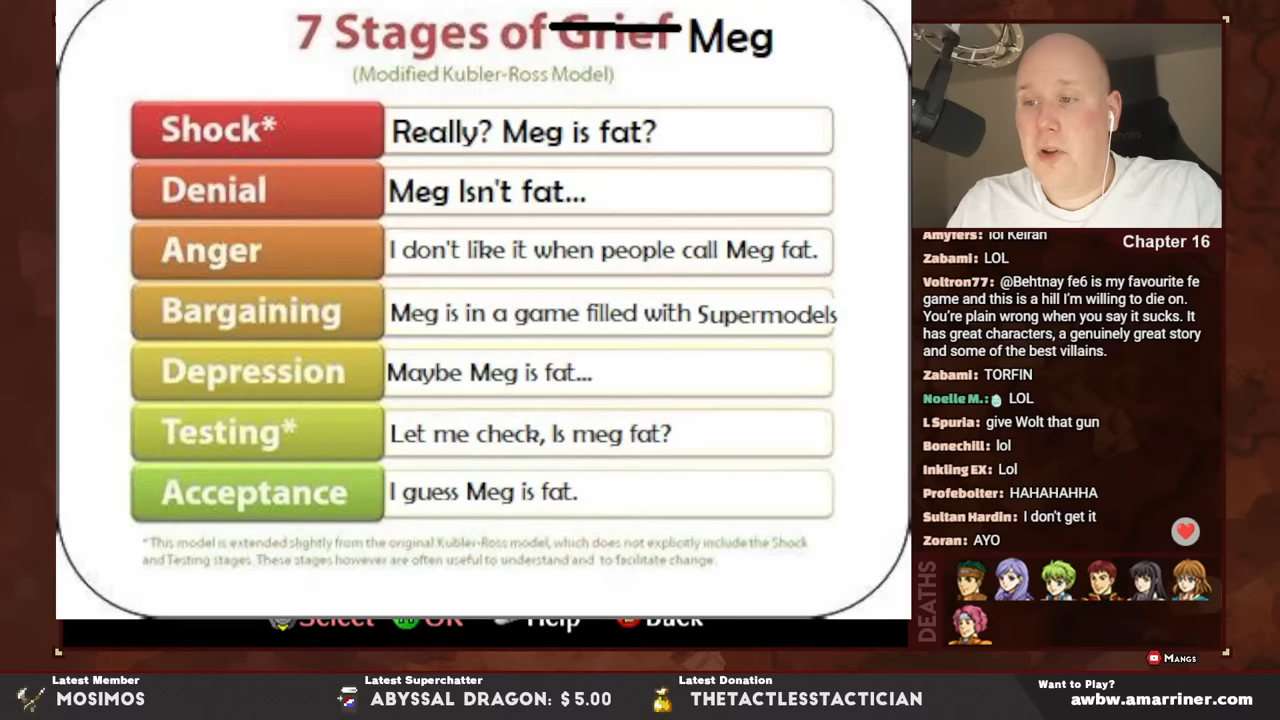 7 Stages of Grief Meg
(Modified Kubler-Ross Model)
Shock* Really? Meg is fat?
Denial Meg Isn't fat...
Anger I don't like it when people call Meg fat.
Bargaining Meg is in a game filled with Supermodels
Depression Maybe Meg is fat...
Testing* Let me check, Is meg fat?
Acceptance I guess Meg is fat.
*This model is extended slightly from the original Kubler-Ross model, which does not explicitly include the Shock
and Testing stages. These stages however are often useful to understand and to facilitate change.
Select OK Help Back
Amyfers: lol Keiran
Chapter 16
Zabami: LOL
Voltron77: @Behtnay fe6 is my favourite fe
game and this is a hill I'm willing to die on.
You're plain wrong when you say it sucks. It
has great characters, a genuinely great story
and some of the best villains.
Zabami: TORFIN
Noelle M.: LOL
L Spuria: give Wolt that gun
Bonechill: lol
Inkling EX: Lol
Profebolter: HAHAHAHHA
Sultan Hardin: I don't get it
Zoran: AYO
DEATHS
Mangs
Latest Member
MOSIMOS
Latest Superchatter
ABYSSAL DRAGON: $5.00
Latest Donation
THETACTLESSTACTICIAN
Want to Play?
awbw.amarriner.com